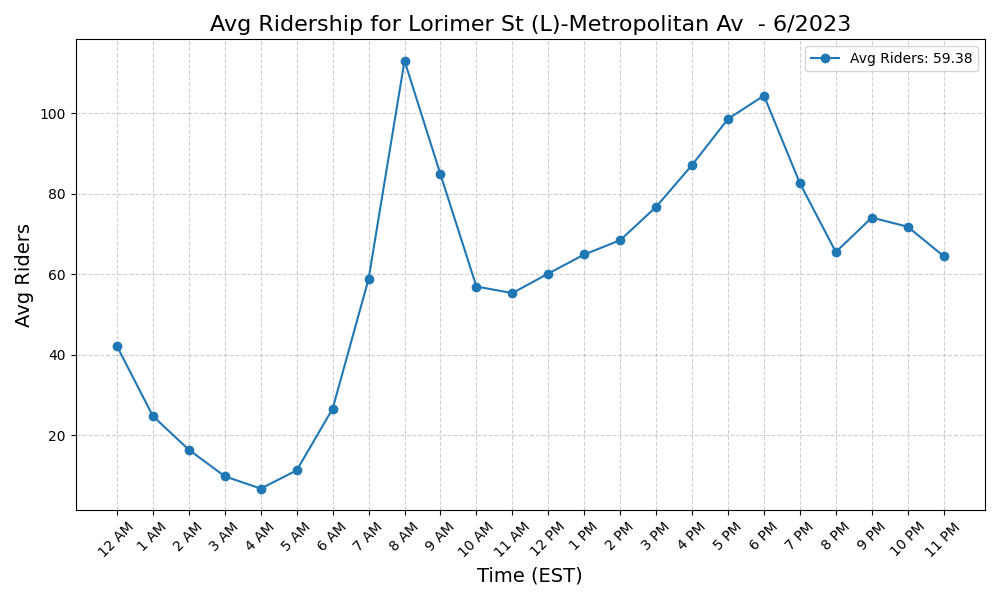 Avg Ridership for Lorimer St (L)-Metropolitan Av  - 6/2023
Avg Riders: 59.38
Avg Riders
100
80
60
40
20
12 AM
1 AM
2 AM
3 AM
4 AM
5 AM
6 AM
7 AM
8 AM
9 AM
10 AM
11 AM
12 PM
1 PM
2 PM
3 PM
4 PM
5 PM
6 PM
7 PM
8 PM
9 PM
10 PM
11 PM
Time (EST)